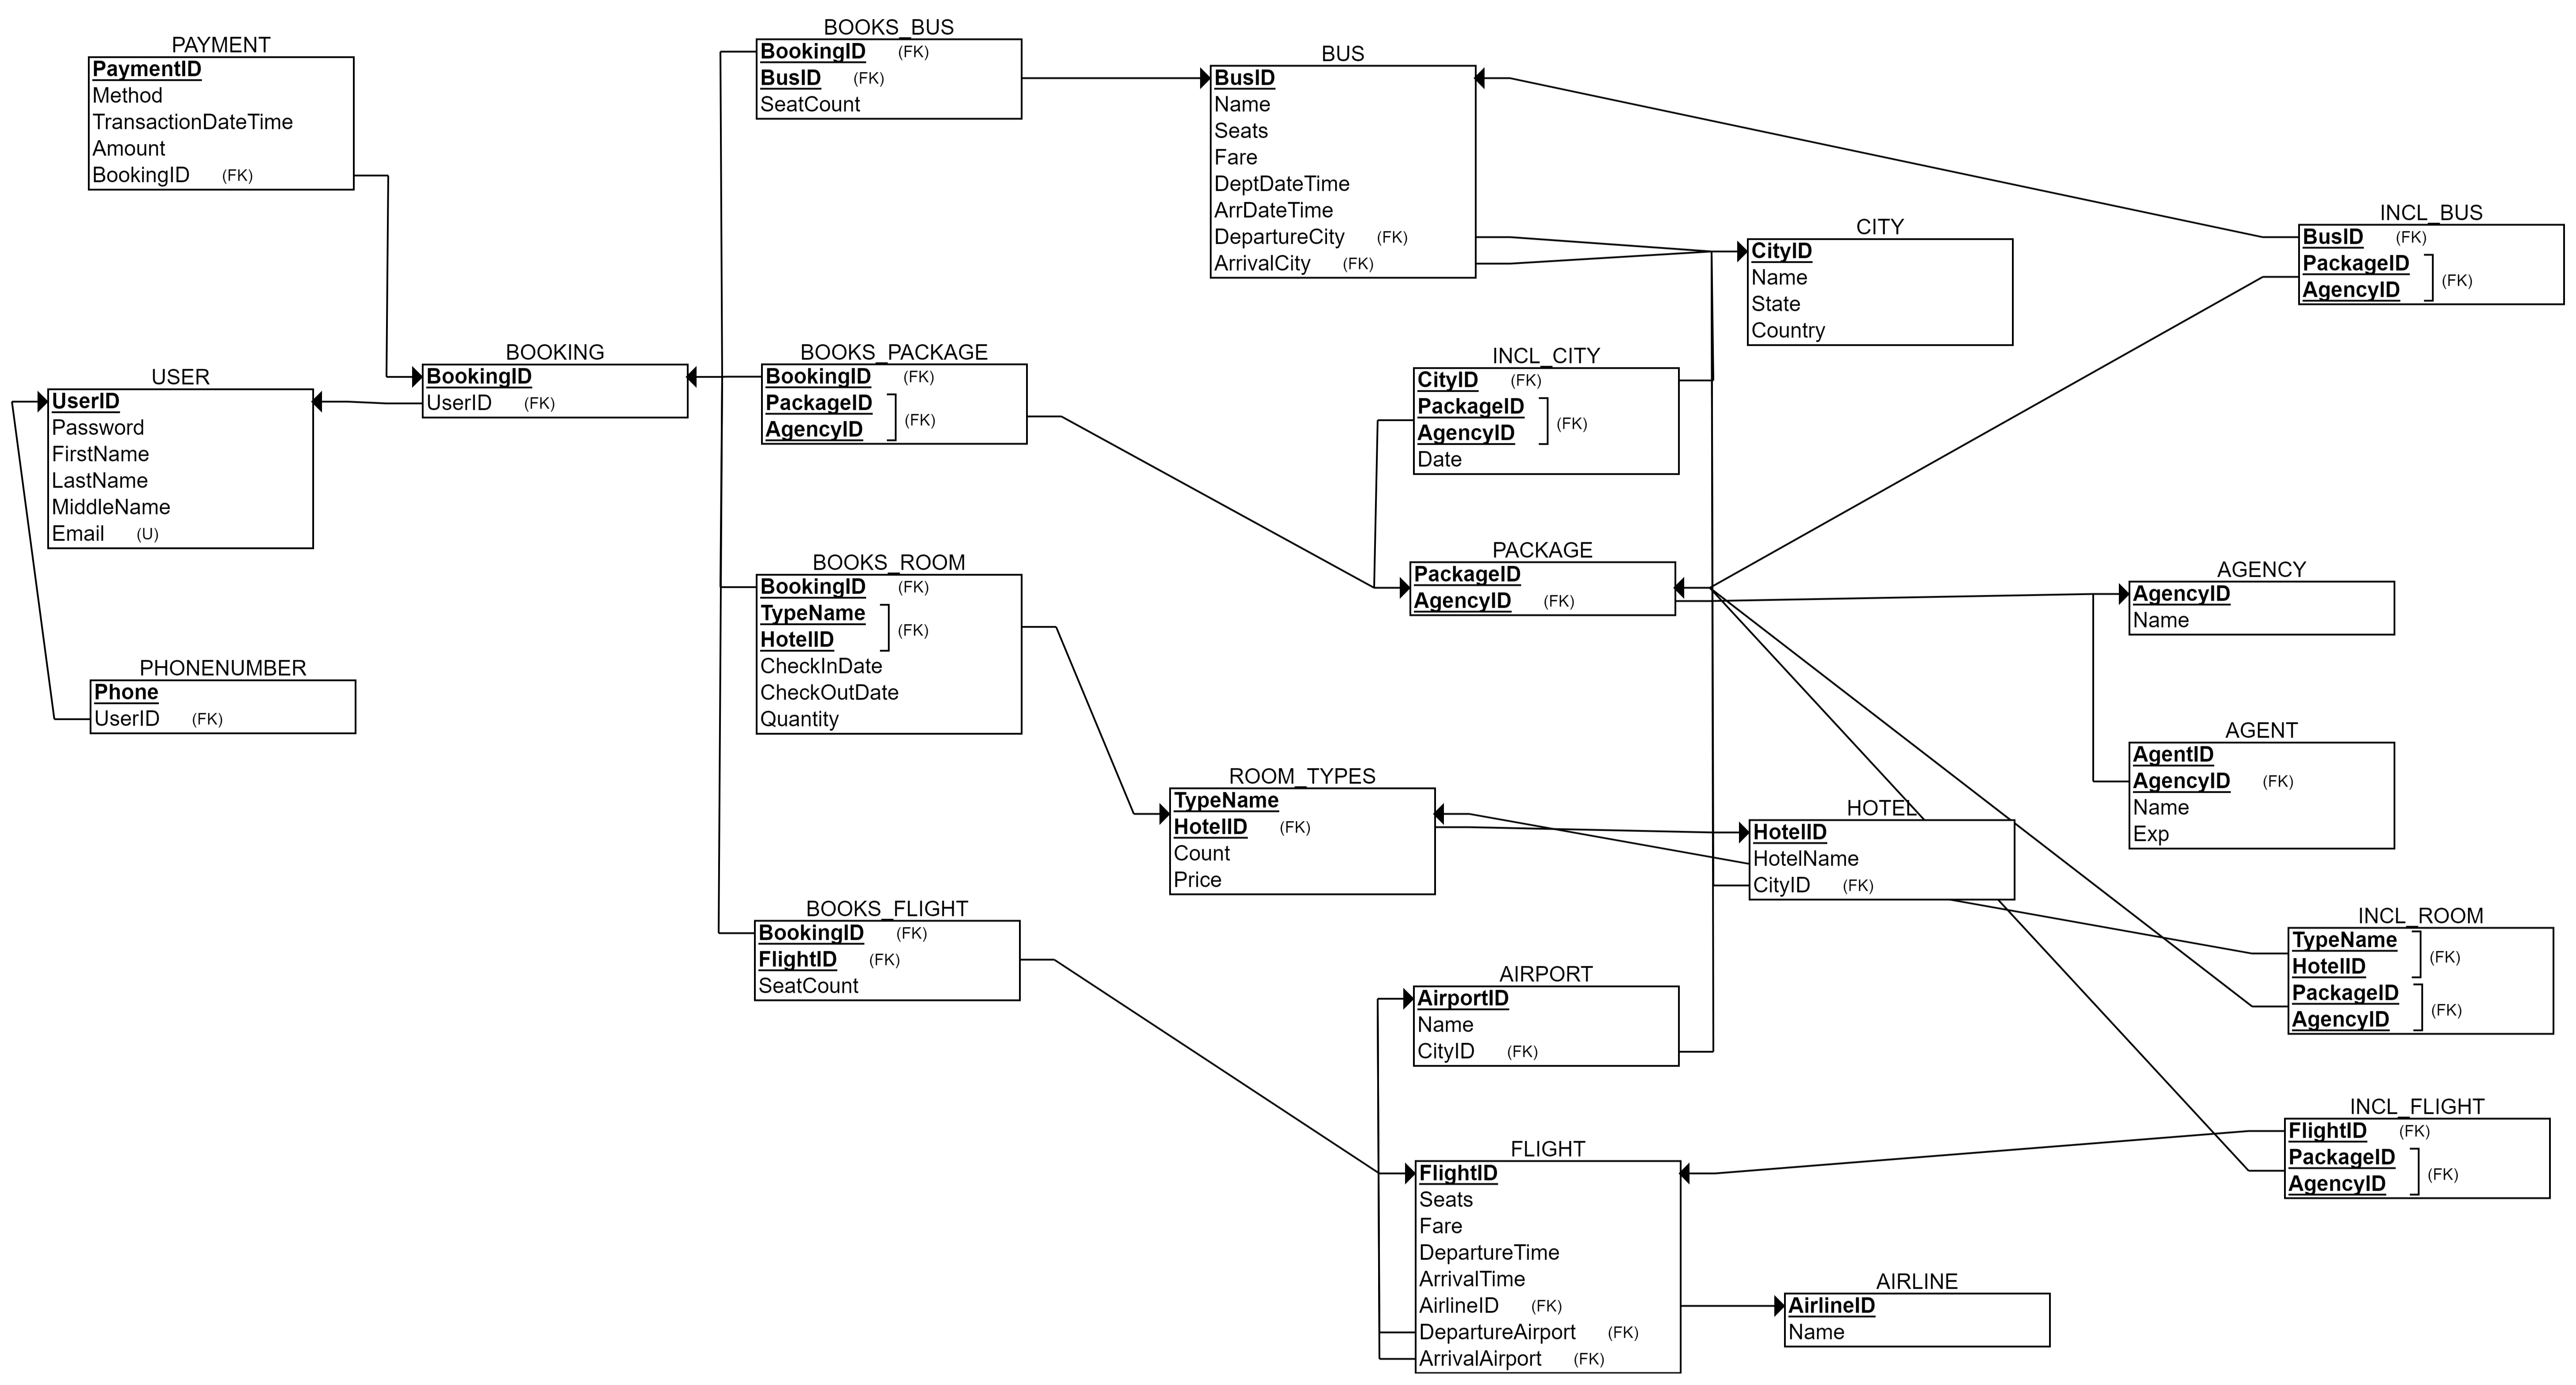 PAYMENT
PaymentID
Method
TransactionDateTime
Amount
BookingID (FK)
USER
UserID
Password
FirstName
LastName
MiddleName
Email (U)
PHONENUMBER
Phone
UserID (FK)
BOOKING
BookingID
UserID (FK)
BOOKS_BUS
BookingID (FK)
BusID (FK)
SeatCount
BOOKS_PACKAGE
BookingID (FK)
PackageID
AgencyID
(FK)
BOOKS_ROOM
BookingID (FK)
TypeName
HotelID
(FK)
CheckInDate
CheckOutDate
Quantity
BOOKS_FLIGHT
BookingID (FK)
FlightID (FK)
SeatCount
BUS
BusID
Name
Seats
Fare
DeptDateTime
ArrDateTime
DepartureCity (FK)
ArrivalCity (FK)
CITY
CityID
Name
State
Country
INCL_CITY
CityID (FK)
PackageID
AgencyID
(FK)
Date
PACKAGE
PackageID
AgencyID (FK)
ROOM_TYPES
TypeName
HotelID (FK)
Count
Price
HOTEL
HotelID
HotelName
CityID (FK)
AIRPORT
AirportID
Name
CityID (FK)
FLIGHT
FlightID
Seats
Fare
DepartureTime
ArrivalTime
AirlineID (FK)
DepartureAirport (FK)
ArrivalAirport (FK)
AIRLINE
AirlineID
Name
INCL_BUS
BusID (FK)
PackageID
AgencyID
(FK)
AGENCY
AgencyID
Name
AGENT
AgentID
AgencyID (FK)
Name
Exp
INCL_ROOM
TypeName
HotelID
(FK)
PackageID
AgencyID
(FK)
INCL_FLIGHT
FlightID (FK)
PackageID
AgencyID
(FK)